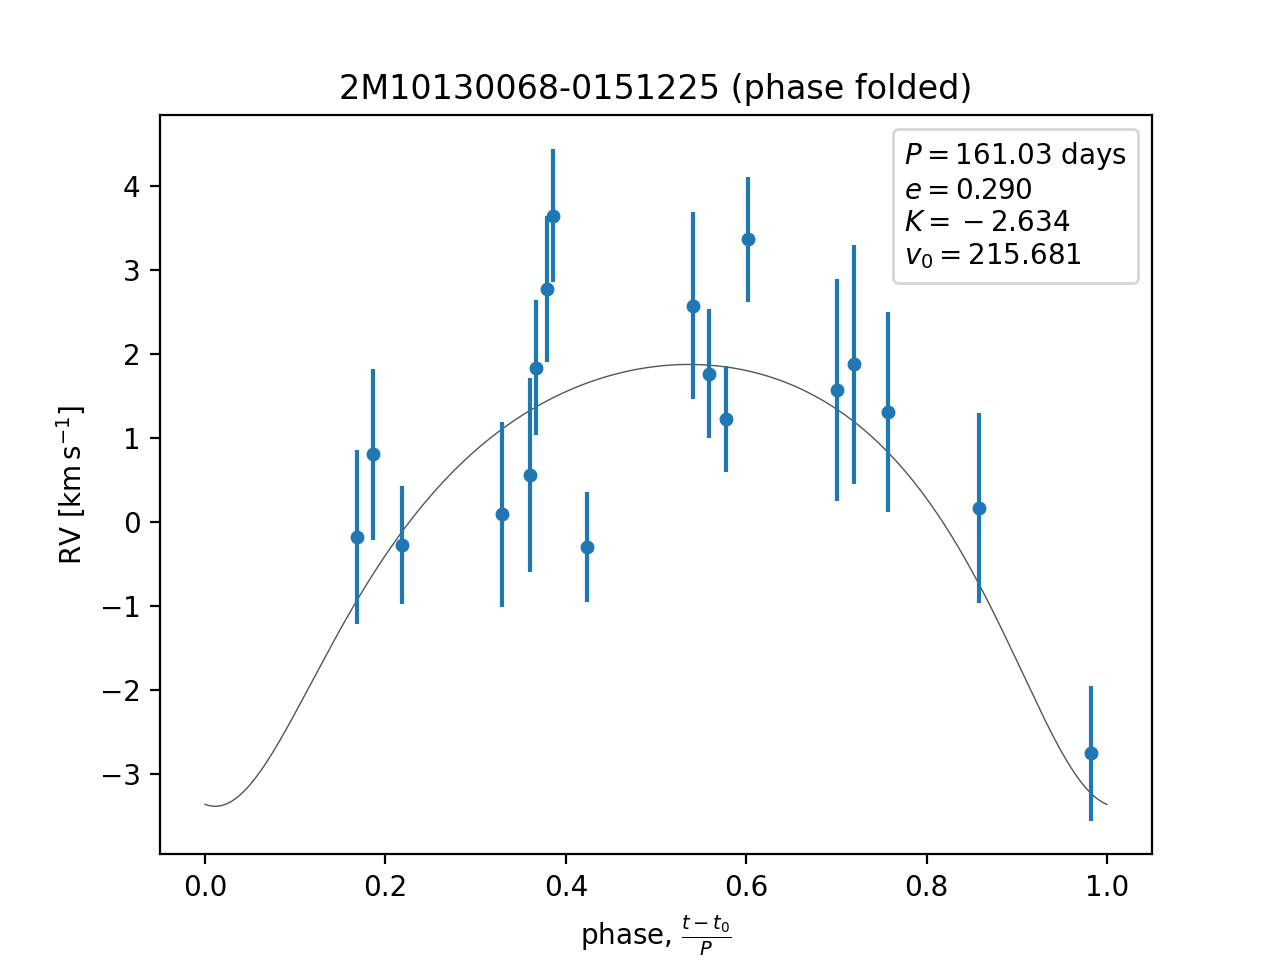 2M10130068-0151225 (phase folded)
P = 161.03 days
e = 0.290
K = −2.634
v₀ = 215.681
RV [km s⁻¹]
4
3
2
1
0
−1
−2
−3
0.0 0.2 0.4 0.6 0.8 1.0
phase, (t − t₀)/P